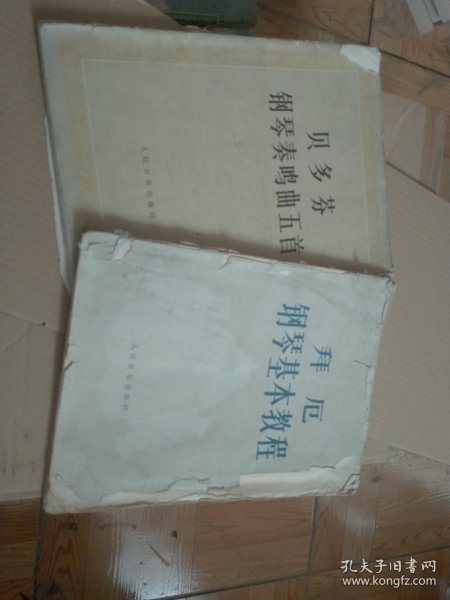 贝多芬
钢琴奏鸣曲五首
人民音乐出版社
拜厄
钢琴基本教程
人民音乐出版社
孔夫子旧书网
www.kongfz.com